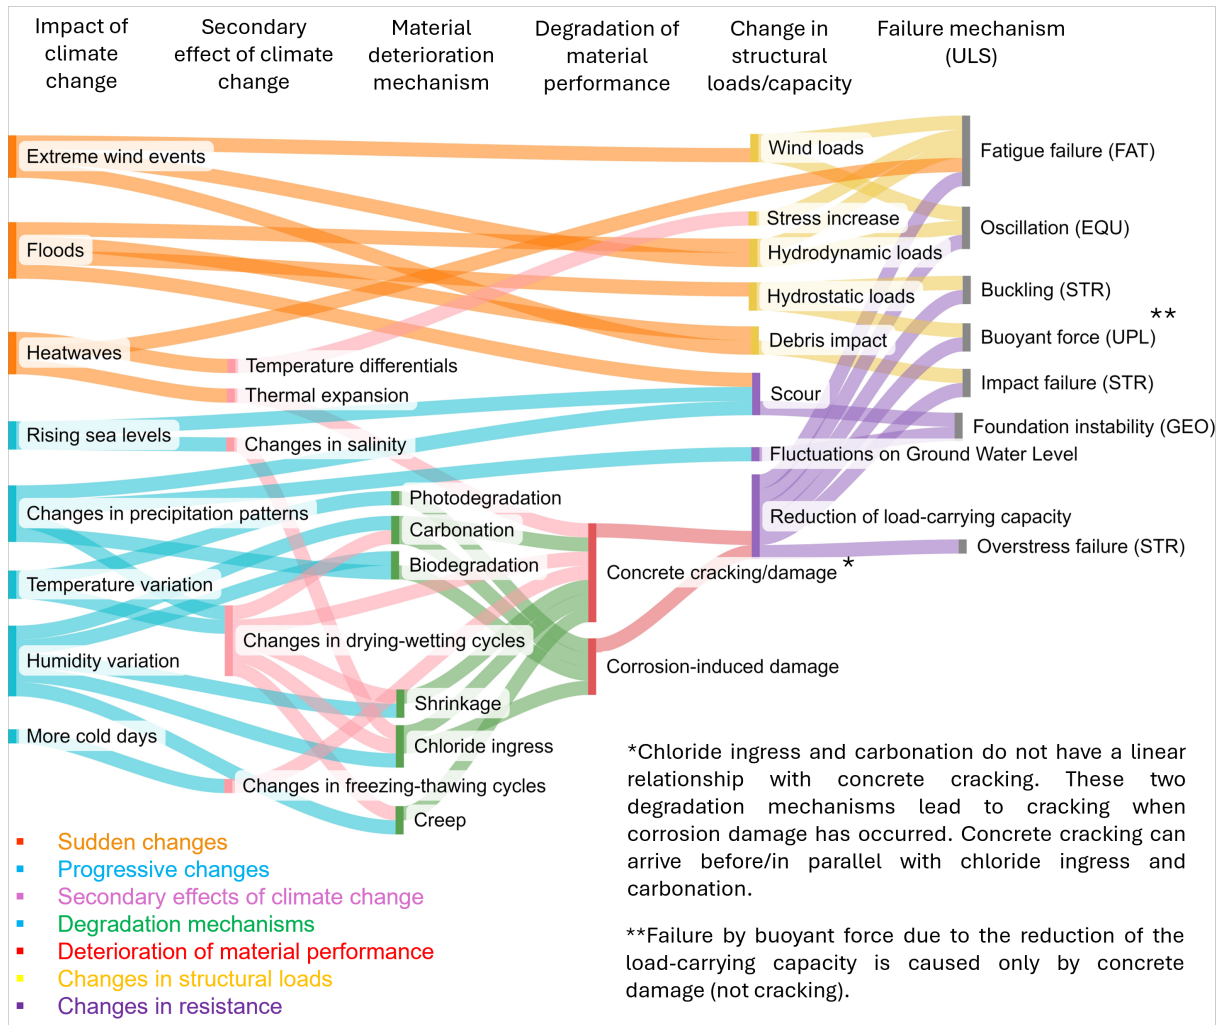 Impact of
climate
change
Secondary
effect of climate
change
Material
deterioration
mechanism
Degradation of
material
performance
Change in
structural
loads/capacity
Failure mechanism
(ULS)
Extreme wind events
Floods
Heatwaves
Rising sea levels
Changes in precipitation patterns
Temperature variation
Humidity variation
More cold days
Temperature differentials
Thermal expansion
Changes in salinity
Changes in drying-wetting cycles
Changes in freezing-thawing cycles
Photodegradation
Carbonation
Biodegradation
Shrinkage
Chloride ingress
Creep
Concrete cracking/damage *
Corrosion-induced damage
Wind loads
Stress increase
Hydrodynamic loads
Hydrostatic loads
Debris impact
Scour
Fluctuations on Ground Water Level
Reduction of load-carrying capacity
Fatigue failure (FAT)
Oscillation (EQU)
Buckling (STR)
Buoyant force (UPL) **
Impact failure (STR)
Foundation instability (GEO)
Overstress failure (STR)
Sudden changes
Progressive changes
Secondary effects of climate change
Degradation mechanisms
Deterioration of material performance
Changes in structural loads
Changes in resistance
*Chloride ingress and carbonation do not have a linear
relationship with concrete cracking. These two
degradation mechanisms lead to cracking when
corrosion damage has occurred. Concrete cracking can
arrive before/in parallel with chloride ingress and
carbonation.
**Failure by buoyant force due to the reduction of the
load-carrying capacity is caused only by concrete
damage (not cracking).